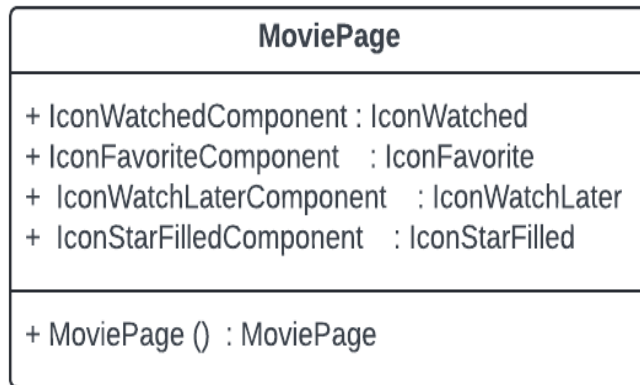 MoviePage
+ IconWatchedComponent : IconWatched
+ IconFavoriteComponent : IconFavorite
+ IconWatchLaterComponent : IconWatchLater
+ IconStarFilledComponent : IconStarFilled
+ MoviePage () : MoviePage